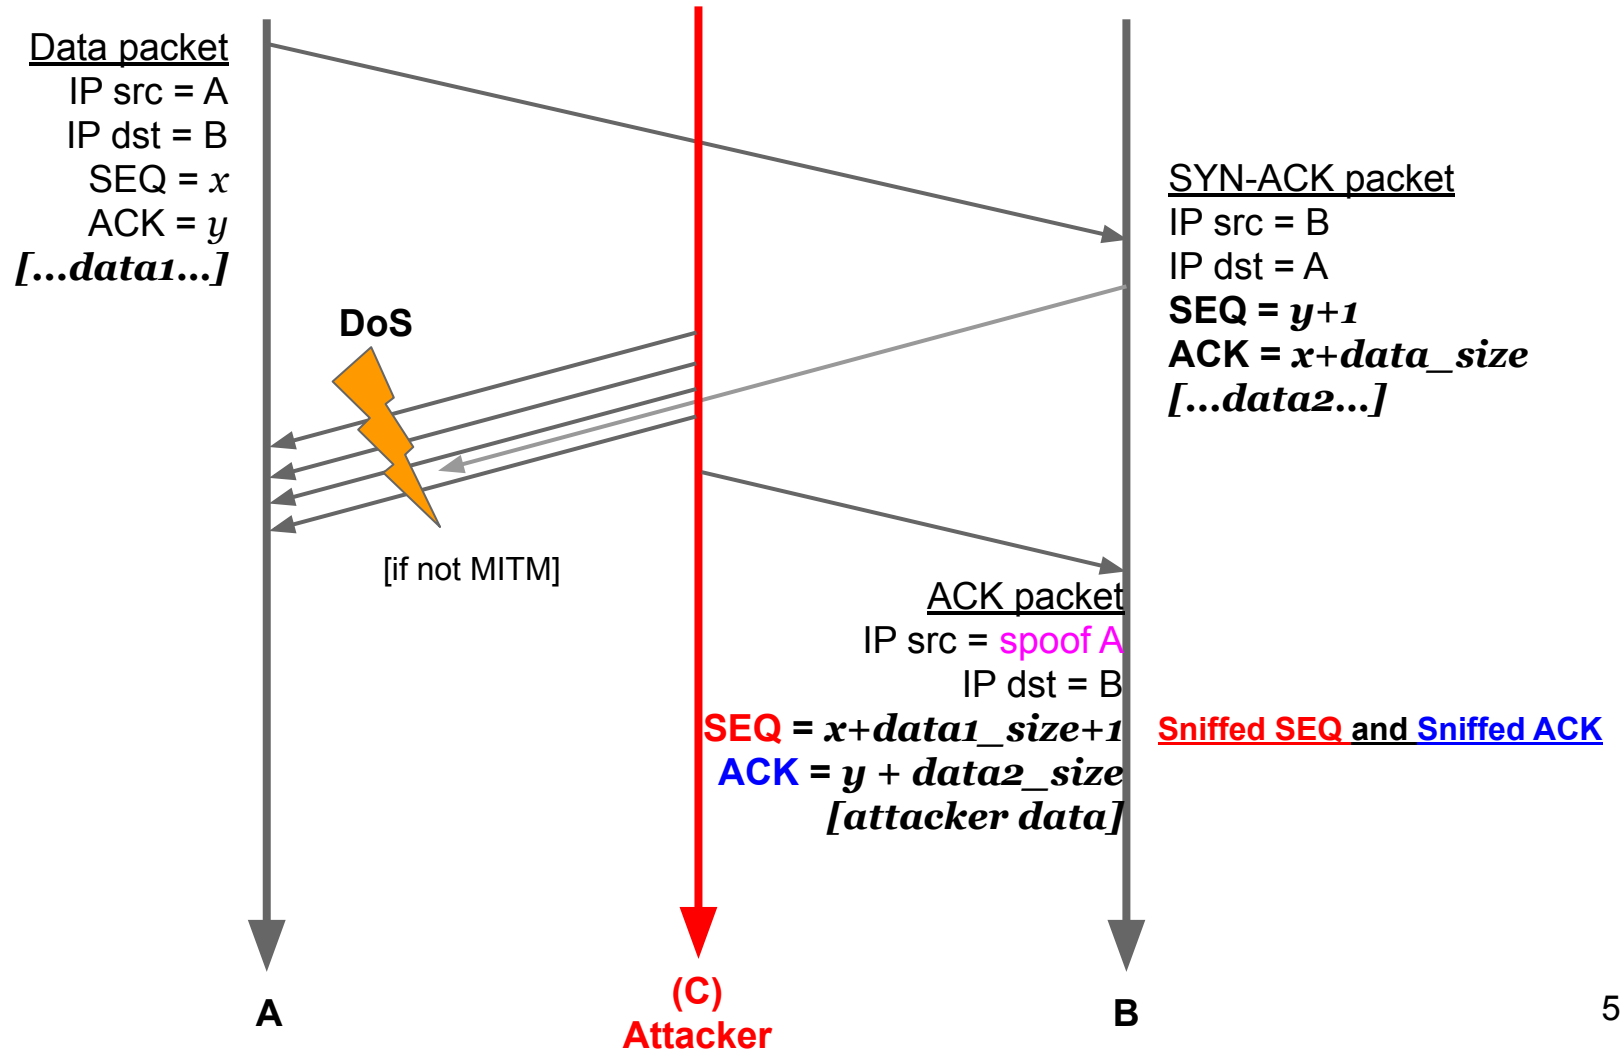 Data packet
IP src = A
IP dst = B
SEQ = x
ACK = y
[...data1...]
DoS
[if not MITM]
SYN-ACK packet
IP src = B
IP dst = A
SEQ = y+1
ACK = x+data_size
[...data2...]
ACK packet
IP src = spoof A
IP dst = B
SEQ = x+data1_size+1
ACK = y + data2_size
[attacker data]
Sniffed SEQ and Sniffed ACK
A
(C)
Attacker
B
5